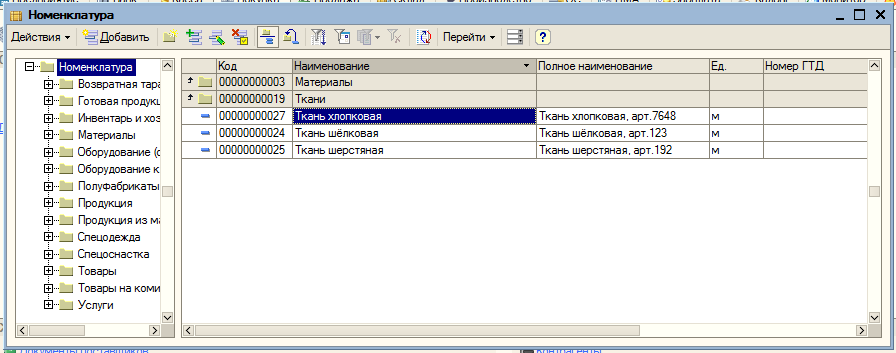 Номенклатура
Действия Добавить Перейти
Номенклатура
Возвратная тара
Готовая продукц
Инвентарь и хоз
Материалы
Оборудование (о
Оборудование к
Полуфабрикаты
Продукция
Продукция из ма
Спецодежда
Спецоснастка
Товары
Товары на коми
Услуги
Код Наименование Полное наименование Ед. Номер ГТД
00000000003 Материалы
00000000019 Ткани
00000000027 Ткань хлопковая Ткань хлопковая, арт.7648 м
00000000024 Ткань шёлковая Ткань шёлковая, арт.123 м
00000000025 Ткань шерстяная Ткань шерстяная, арт.192 м